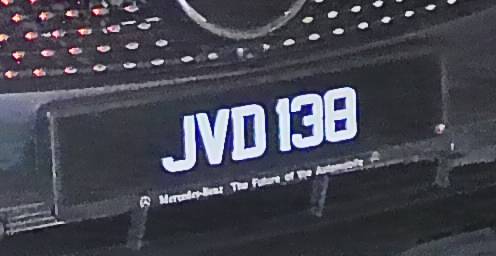 JVD 138
Mercedes-Benz The Future of the Automobile